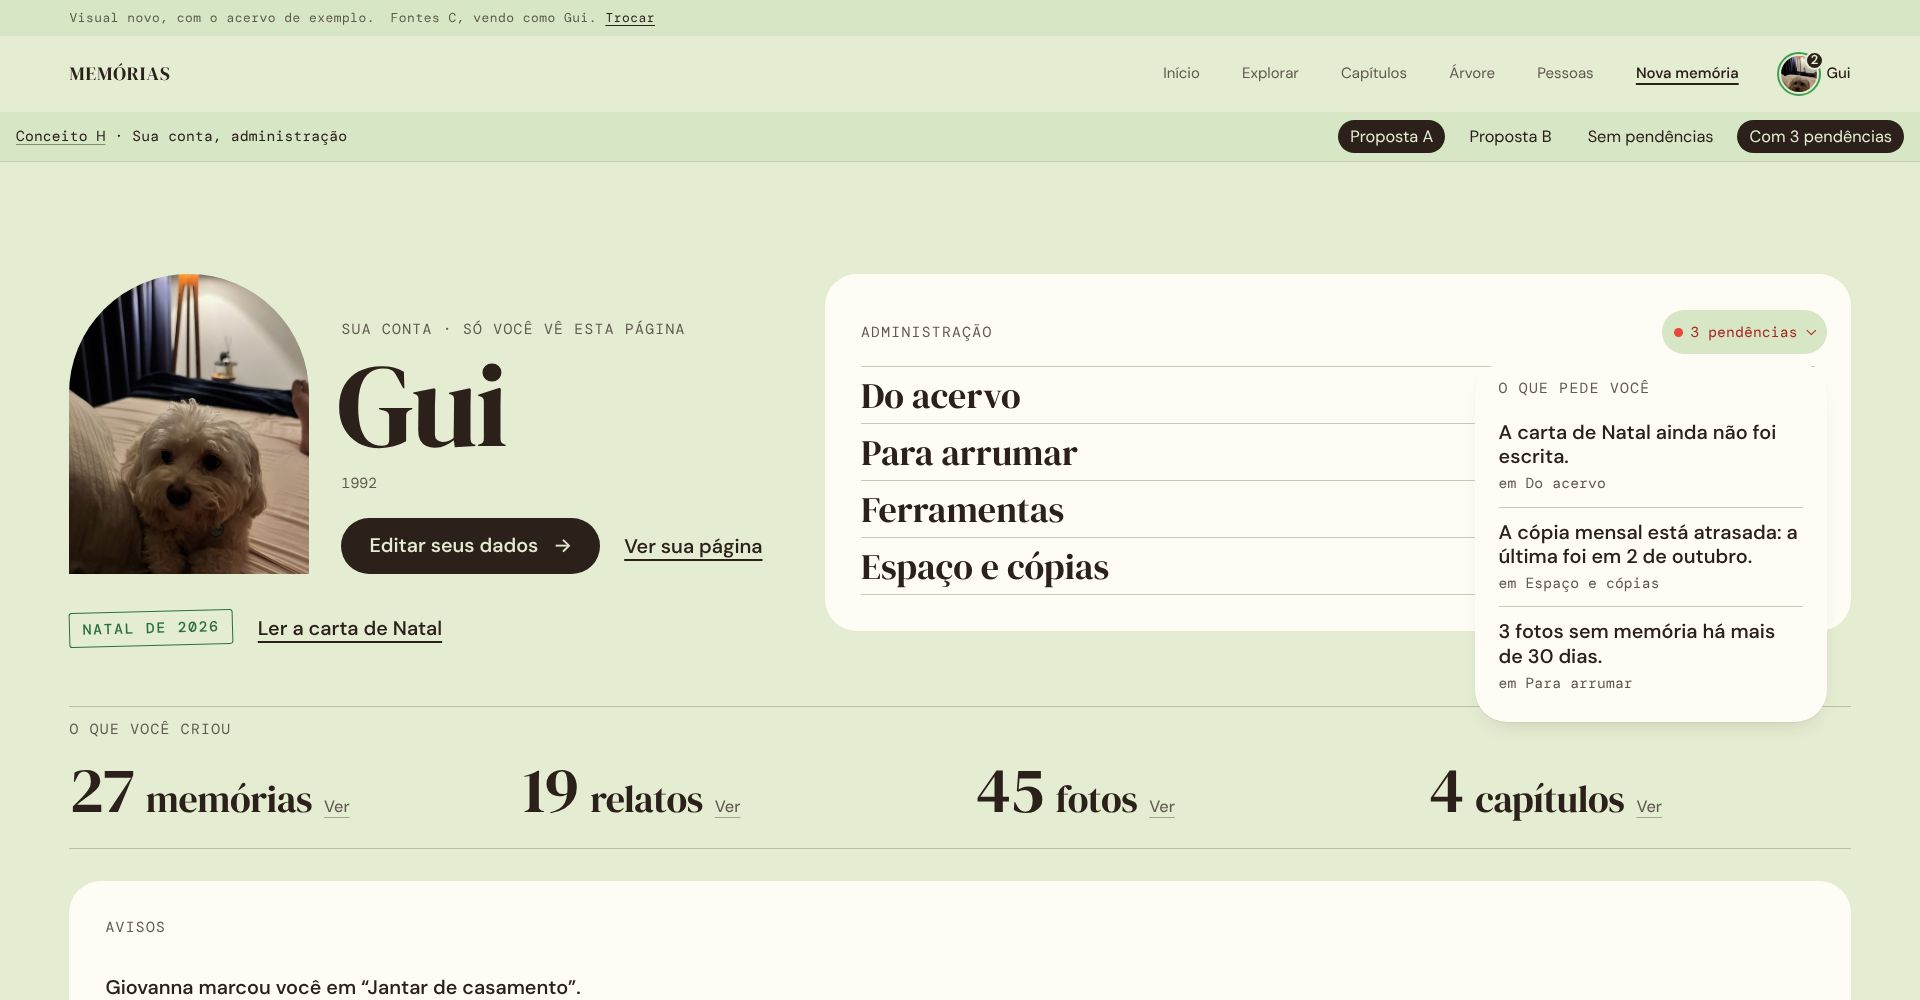 Visual novo, com o acervo de exemplo. Fontes C, vendo como Gui. Trocar
MEMÓRIAS
Início
Explorar
Capítulos
Árvore
Pessoas
Nova memória
2
Gui
Conceito H · Sua conta, administração
Proposta A
Proposta B
Sem pendências
Com 3 pendências
SUA CONTA · SÓ VOCÊ VÊ ESTA PÁGINA
Gui
1992
Editar seus dados →
Ver sua página
NATAL DE 2026
Ler a carta de Natal
ADMINISTRAÇÃO
3 pendências
Do acervo
Para arrumar
Ferramentas
Espaço e cópias
O QUE PEDE VOCÊ
A carta de Natal ainda não foi
escrita.
em Do acervo
A cópia mensal está atrasada: a
última foi em 2 de outubro.
em Espaço e cópias
3 fotos sem memória há mais
de 30 dias.
em Para arrumar
O QUE VOCÊ CRIOU
27 memórias Ver
19 relatos Ver
45 fotos Ver
4 capítulos Ver
AVISOS
Giovanna marcou você em “Jantar de casamento”.